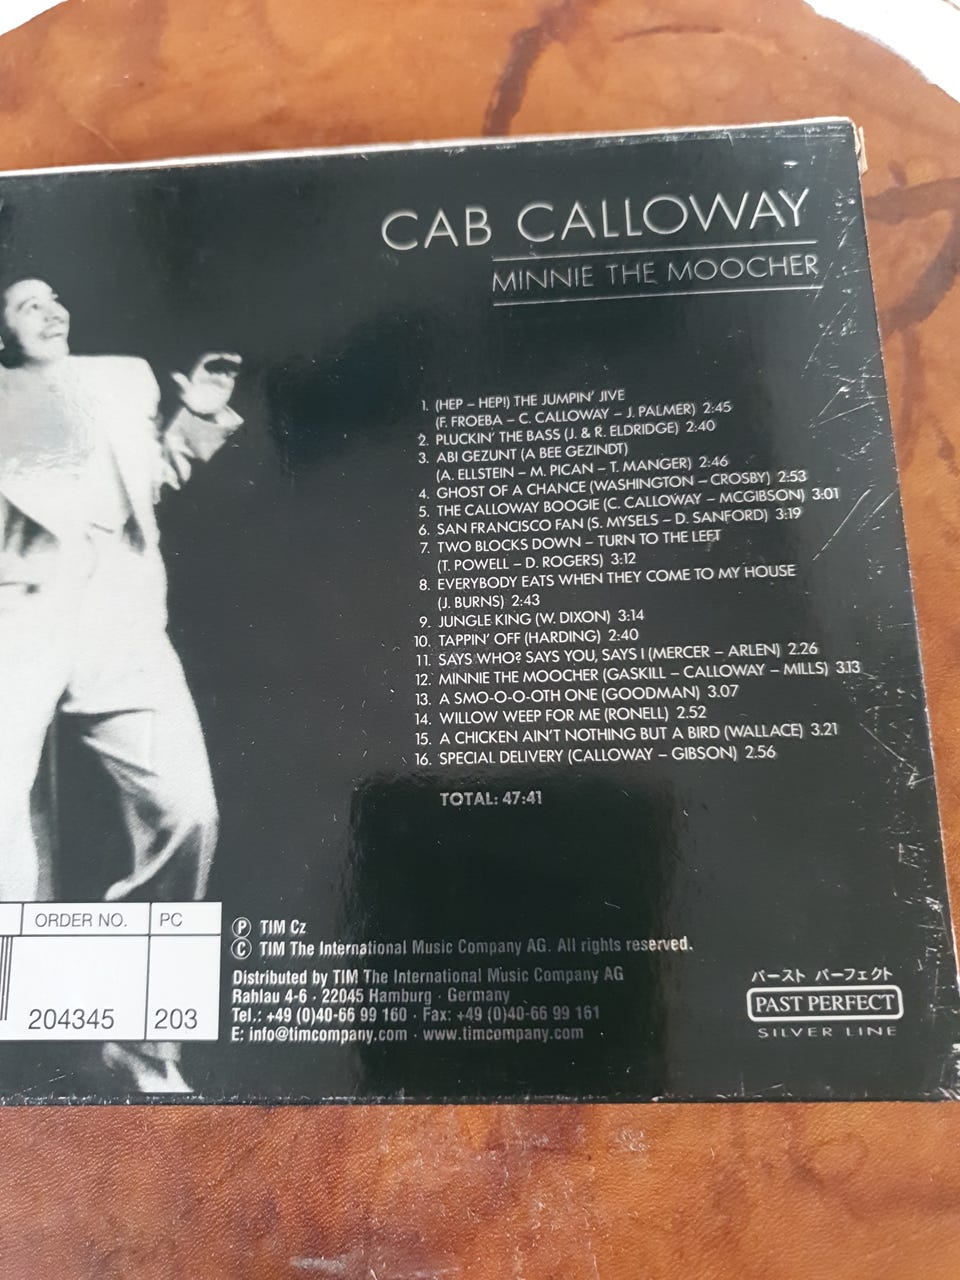 CAB CALLOWAY
MINNIE THE MOOCHER
1. (HEP – HEP!) THE JUMPIN' JIVE
(F. FROEBA – C. CALLOWAY – J. PALMER) 2:45
2. PLUCKIN' THE BASS (J. & R. ELDRIDGE) 2:40
3. ABI GEZUNT (A BEE GEZINDT)
(A. ELLSTEIN – M. PICAN – T. MANGER) 2:46
4. GHOST OF A CHANCE (WASHINGTON – CROSBY) 2:53
5. THE CALLOWAY BOOGIE (C. CALLOWAY – MCGIBSON) 3:01
6. SAN FRANCISCO FAN (S. MYSELS – D. SANFORD) 3:19
7. TWO BLOCKS DOWN – TURN TO THE LEFT
(T. POWELL – D. ROGERS) 3:12
8. EVERYBODY EATS WHEN THEY COME TO MY HOUSE
(J. BURNS) 2:43
9. JUNGLE KING (W. DIXON) 3:14
10. TAPPIN' OFF (HARDING) 2:40
11. SAYS WHO? SAYS YOU, SAYS I (MERCER – ARLEN) 2.26
12. MINNIE THE MOOCHER (GASKILL – CALLOWAY – MILLS) 3.13
13. A SMO-O-O-OTH ONE (GOODMAN) 3.07
14. WILLOW WEEP FOR ME (RONELL) 2.52
15. A CHICKEN AIN'T NOTHING BUT A BIRD (WALLACE) 3.21
16. SPECIAL DELIVERY (CALLOWAY – GIBSON) 2.56
TOTAL: 47:41
ORDER NO. PC
204345 203
Ⓟ TIM Cz
Ⓒ TIM The International Music Company AG. All rights reserved.
Distributed by TIM The International Music Company AG
Rahlau 4-6 · 22045 Hamburg · Germany
Tel.: +49 (0)40-66 99 160 · Fax: +49 (0)40-66 99 161
E: info@timcompany.com · www.timcompany.com
パースト パーフェクト
PAST PERFECT
SILVER LINE